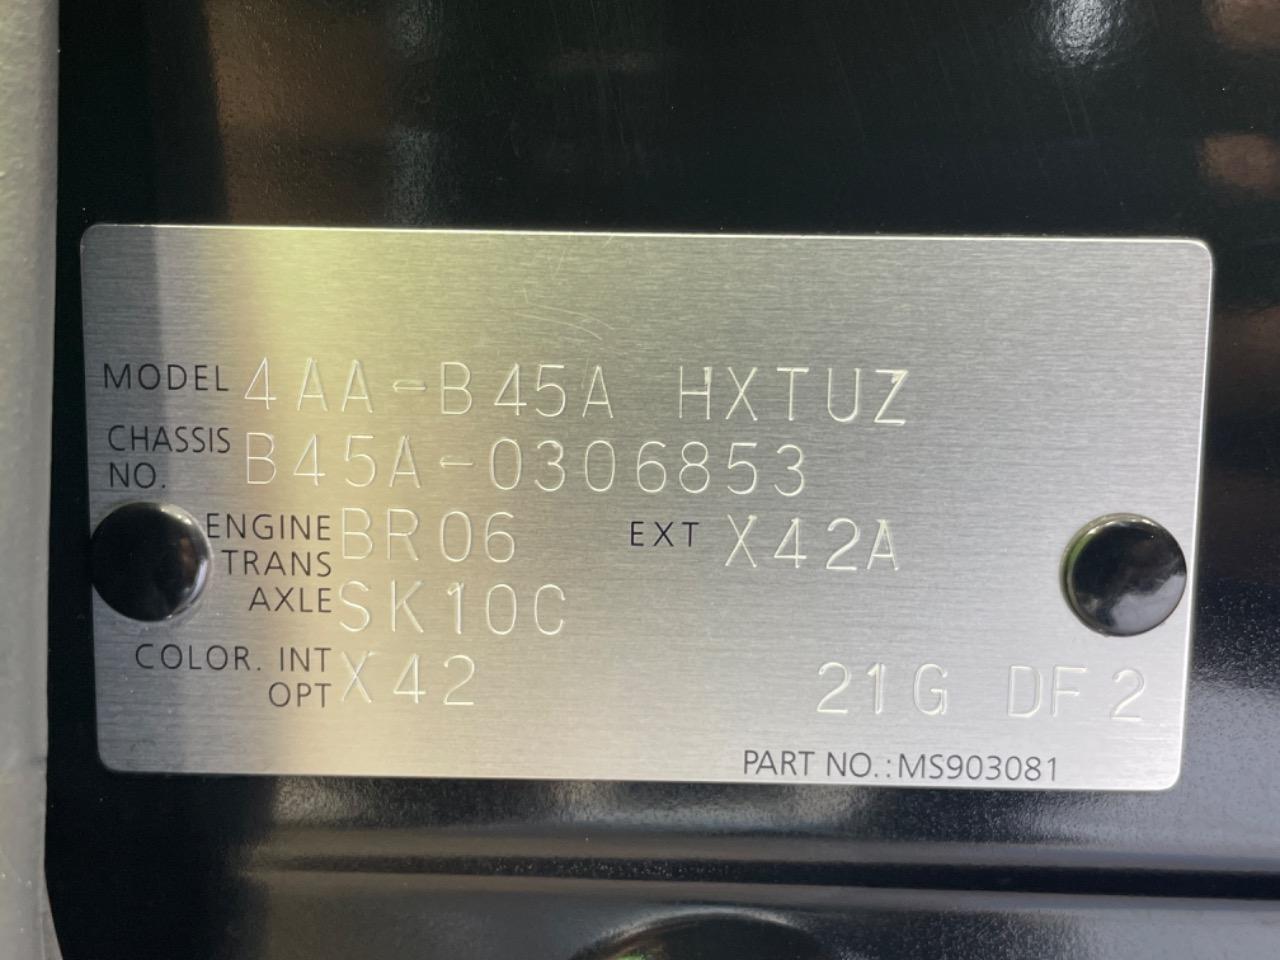 MODEL 4AA-B45A HXTUZ
CHASSIS NO. B45A-0306853
ENGINE BR06 EXT X42A
TRANS
AXLE SK10C
COLOR. INT X42
OPT 21G DF2
PART NO.:MS903081